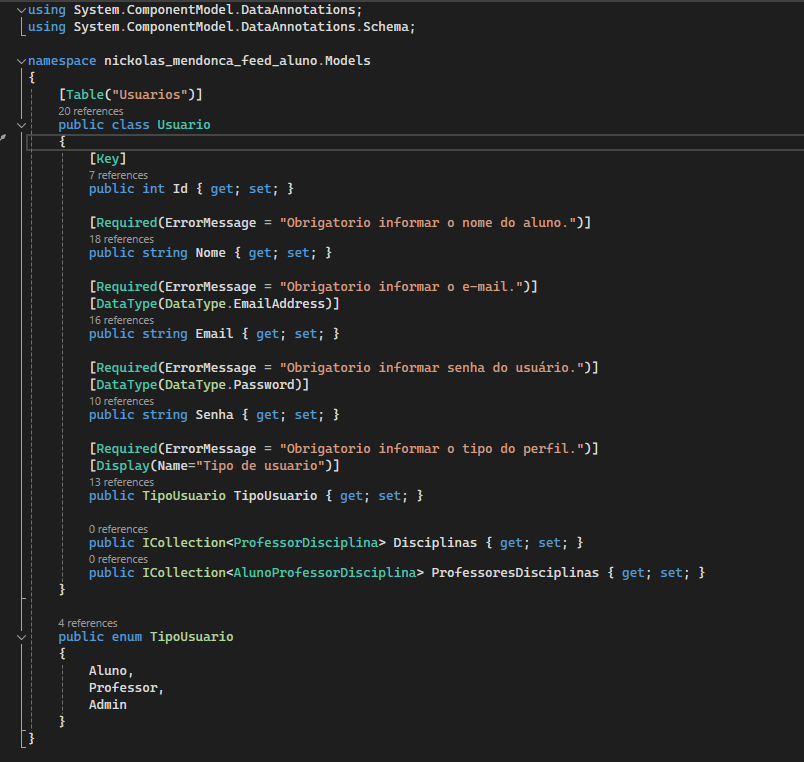 using System.ComponentModel.DataAnnotations;
using System.ComponentModel.DataAnnotations.Schema;

namespace nickolas_mendonca_feed_aluno.Models
{
    [Table("Usuarios")]
    20 references
    public class Usuario
    {
        [Key]
        7 references
        public int Id { get; set; }

        [Required(ErrorMessage = "Obrigatorio informar o nome do aluno.")]
        18 references
        public string Nome { get; set; }

        [Required(ErrorMessage = "Obrigatorio informar o e-mail.")]
        [DataType(DataType.EmailAddress)]
        16 references
        public string Email { get; set; }

        [Required(ErrorMessage = "Obrigatorio informar senha do usuário.")]
        [DataType(DataType.Password)]
        10 references
        public string Senha { get; set; }

        [Required(ErrorMessage = "Obrigatorio informar o tipo do perfil.")]
        [Display(Name="Tipo de usuario")]
        13 references
        public TipoUsuario TipoUsuario { get; set; }

        0 references
        public ICollection<ProfessorDisciplina> Disciplinas { get; set; }
        0 references
        public ICollection<AlunoProfessorDisciplina> ProfessoresDisciplinas { get; set; }
    }

    4 references
    public enum TipoUsuario
    {
        Aluno,
        Professor,
        Admin
    }
}